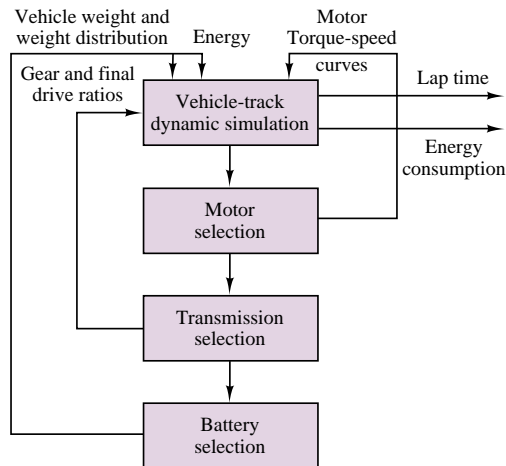 Vehicle weight and
weight distribution
Energy
Motor
Torque-speed
curves
Gear and final
drive ratios
Vehicle-track
dynamic simulation
Lap time
Energy
consumption
Motor
selection
Transmission
selection
Battery
selection